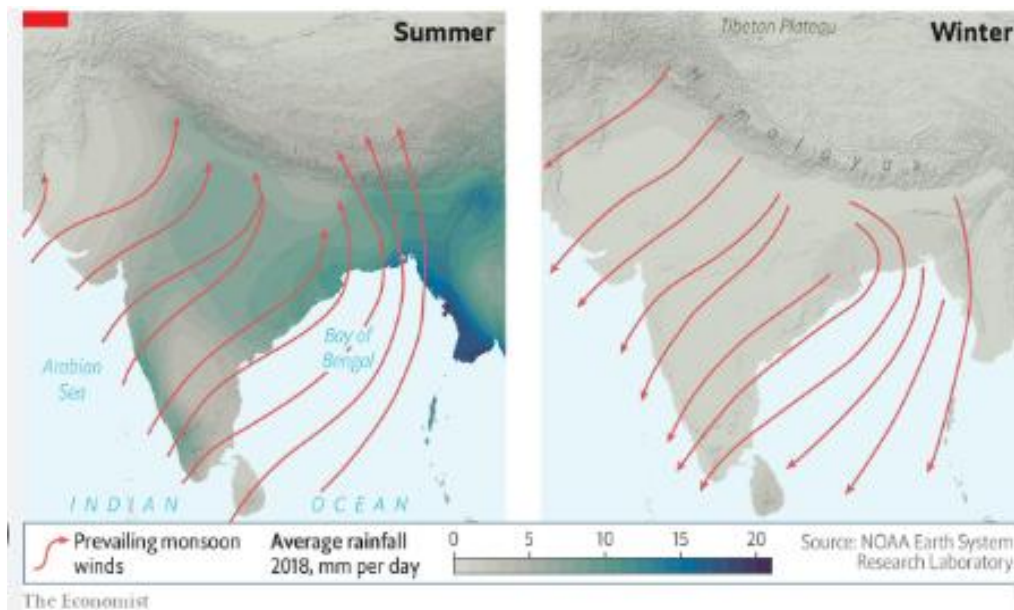 Summer
Bay of
Bengal
Arabian
Sea
INDIAN OCEAN
Tibetan Plateau
Winter
Himalayas
Prevailing monsoon
winds
Average rainfall
2018, mm per day
0 5 10 15 20
Source: NOAA Earth System
Research Laboratory
The Economist